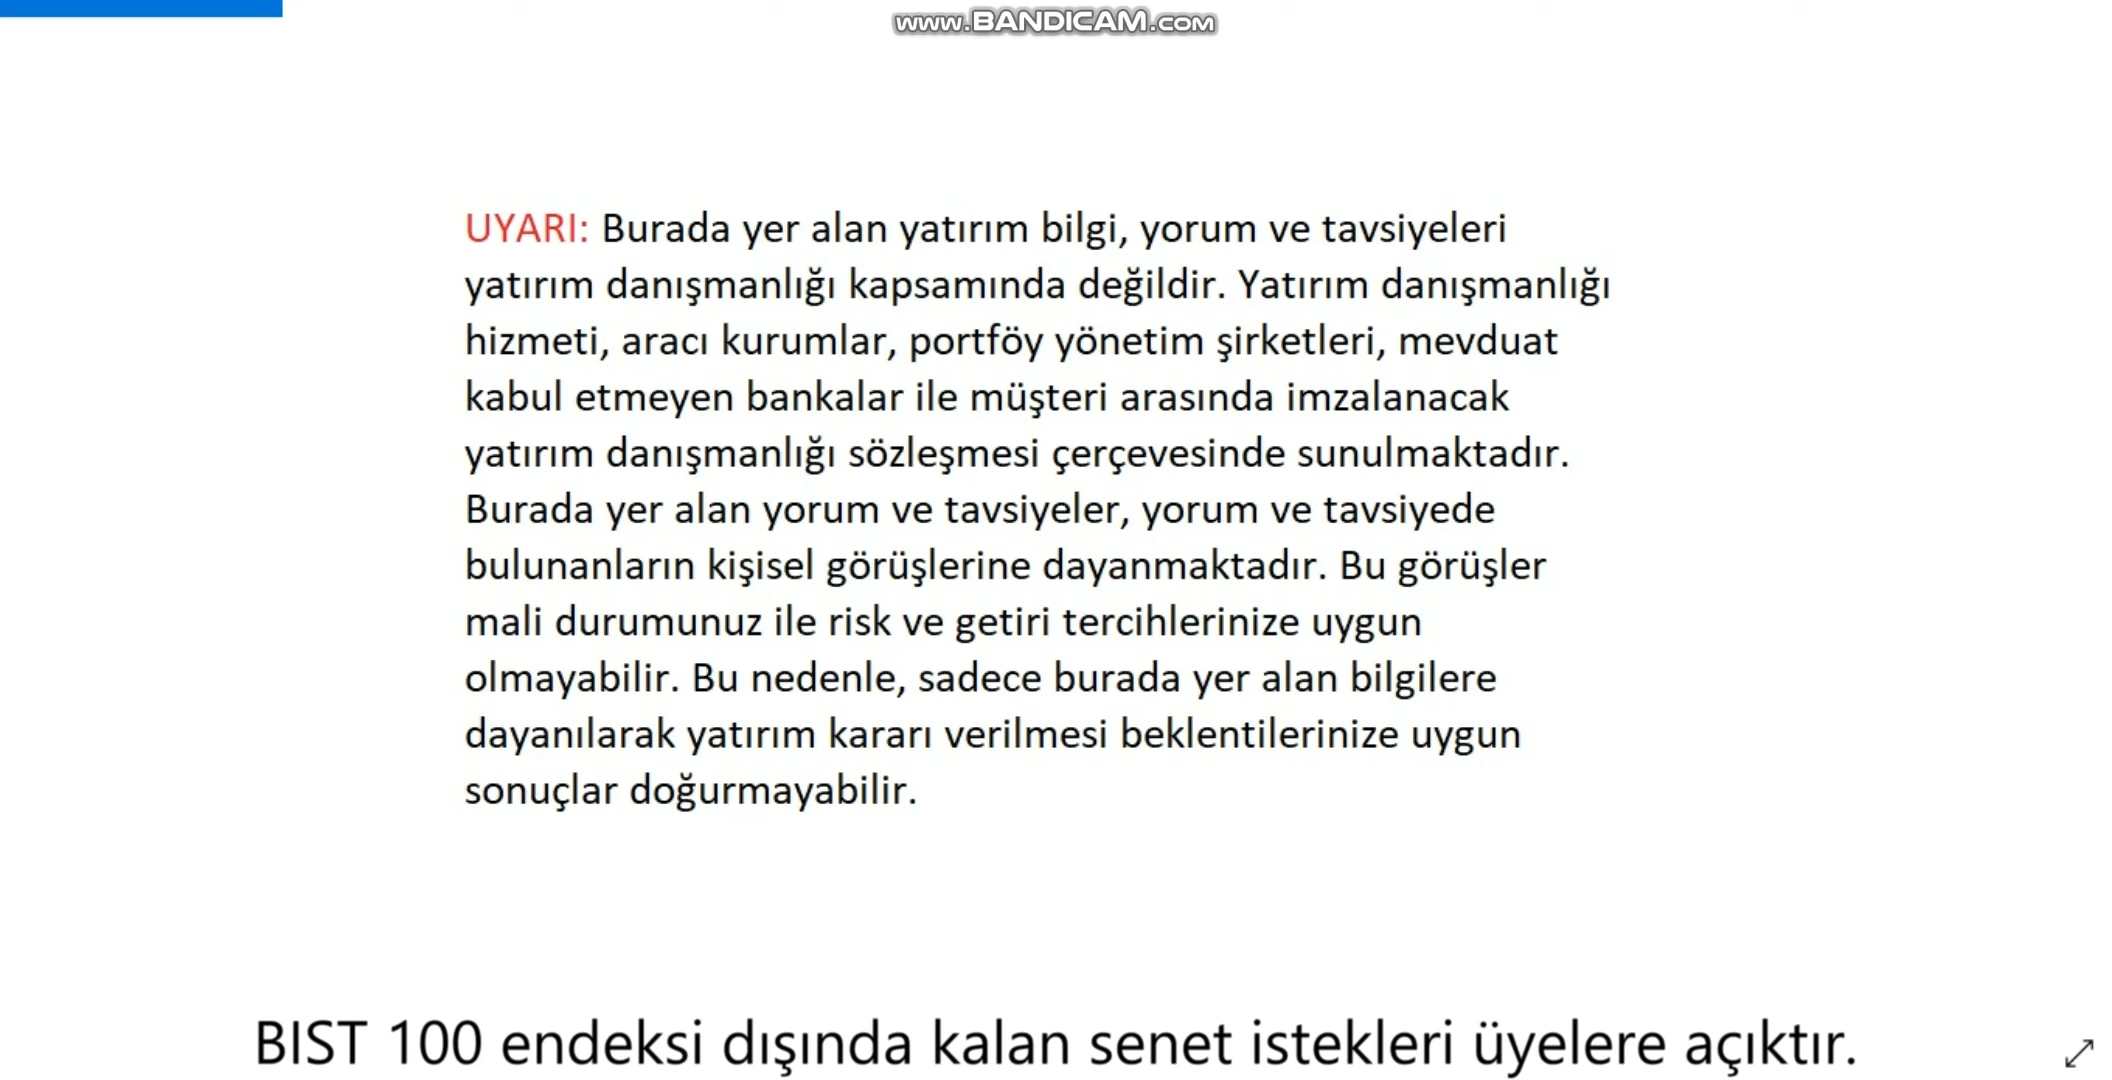 www.BANDICAM.com
UYARI: Burada yer alan yatırım bilgi, yorum ve tavsiyeleri
yatırım danışmanlığı kapsamında değildir. Yatırım danışmanlığı
hizmeti, aracı kurumlar, portföy yönetim şirketleri, mevduat
kabul etmeyen bankalar ile müşteri arasında imzalanacak
yatırım danışmanlığı sözleşmesi çerçevesinde sunulmaktadır.
Burada yer alan yorum ve tavsiyeler, yorum ve tavsiyede
bulunanların kişisel görüşlerine dayanmaktadır. Bu görüşler
mali durumunuz ile risk ve getiri tercihlerinize uygun
olmayabilir. Bu nedenle, sadece burada yer alan bilgilere
dayanılarak yatırım kararı verilmesi beklentilerinize uygun
sonuçlar doğurmayabilir.
BIST 100 endeksi dışında kalan senet istekleri üyelere açıktır.